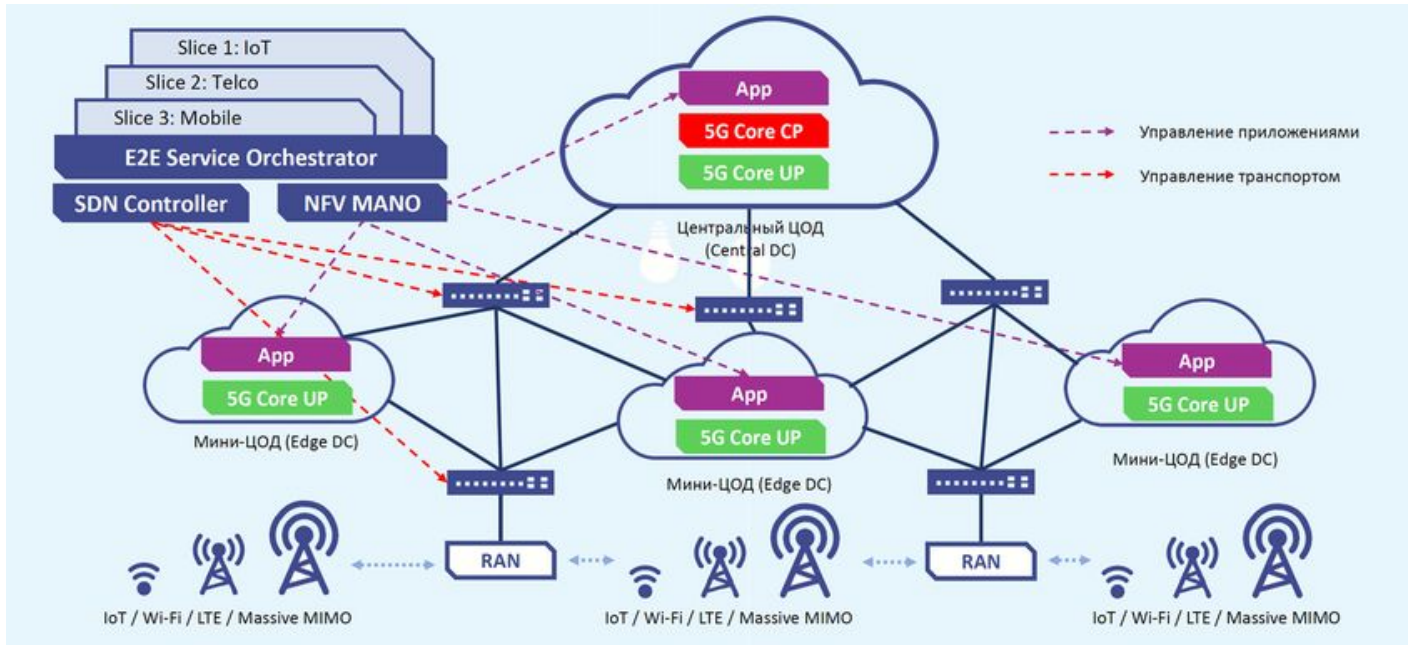 Slice 1: IoT
Slice 2: Telco
Slice 3: Mobile
E2E Service Orchestrator
SDN Controller
NFV MANO
App
5G Core CP
5G Core UP
Центральный ЦОД
(Central DC)
Управление приложениями
Управление транспортом
App
5G Core UP
Мини-ЦОД (Edge DC)
App
5G Core UP
Мини-ЦОД (Edge DC)
App
5G Core UP
Мини-ЦОД (Edge DC)
RAN
RAN
IoT / Wi-Fi / LTE / Massive MIMO
IoT / Wi-Fi / LTE / Massive MIMO
IoT / Wi-Fi / LTE / Massive MIMO